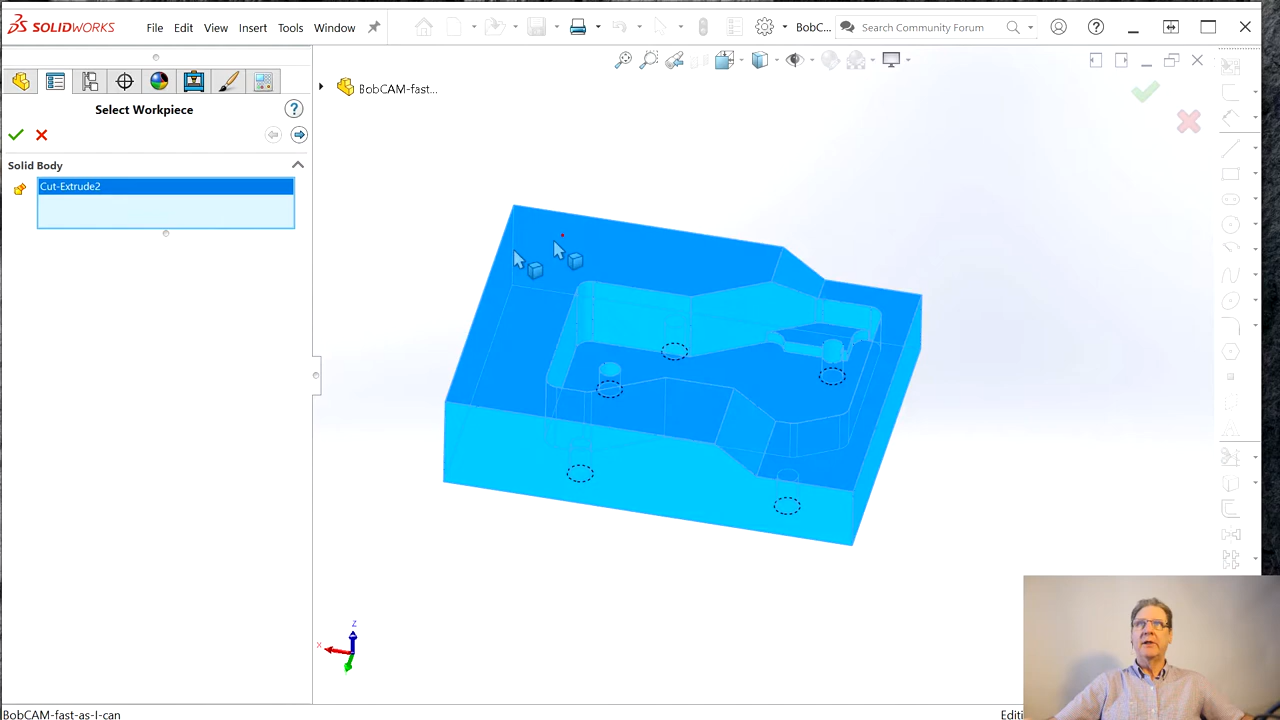 SOLIDWORKS File Edit View Insert Tools Window BobC... Search Community Forum
Select Workpiece
BobCAM-fast...
Solid Body
Cut-Extrude2
Z
X
BobCAM-fast-as-I-can Editi